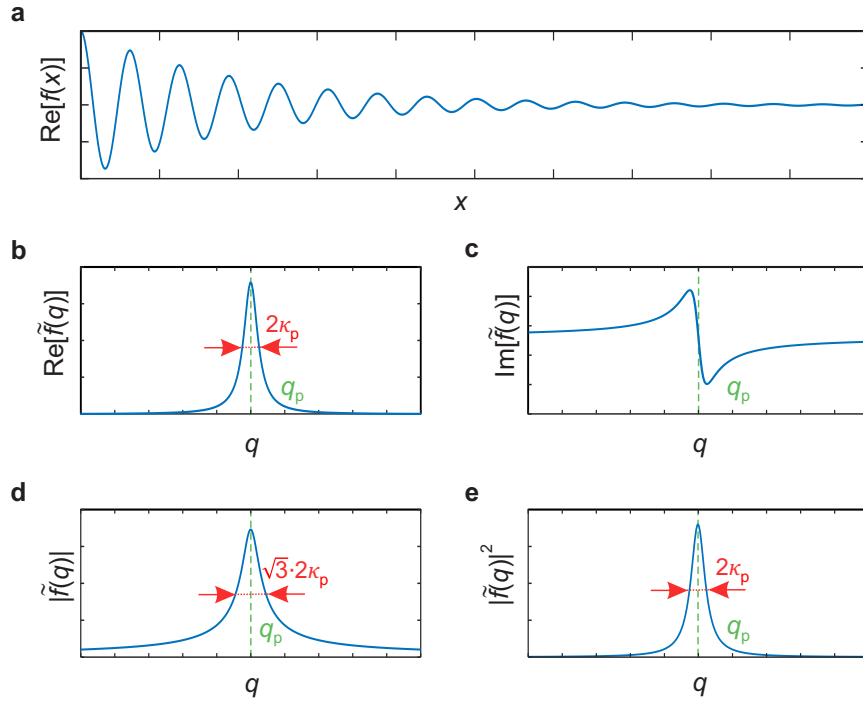 a
Re[f(x)]
x
b
Re[f̃(q)]
2κp
qp
q
c
Im[f̃(q)]
qp
q
d
|f̃(q)|
√3·2κp
qp
q
e
|f̃(q)|²
2κp
qp
q